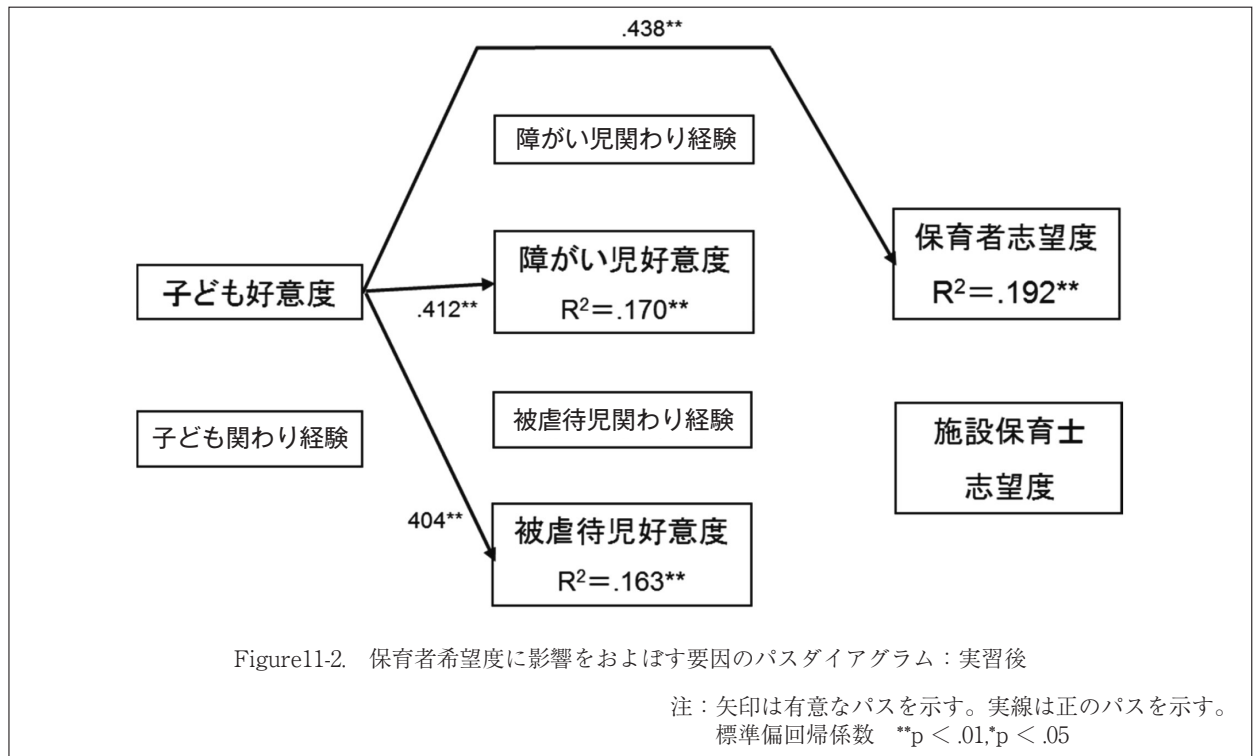 .438**
障がい児関わり経験
障がい児好意度
R²=.170**
保育者志望度
R²=.192**
子ども好意度
.412**
被虐待児関わり経験
子ども関わり経験
施設保育士
志望度
404**
被虐待児好意度
R²=.163**
Figure11-2. 保育者希望度に影響をおよぼす要因のパスダイアグラム：実習後
注：矢印は有意なパスを示す。実線は正のパスを示す。
標準偏回帰係数 **p < .01,*p < .05